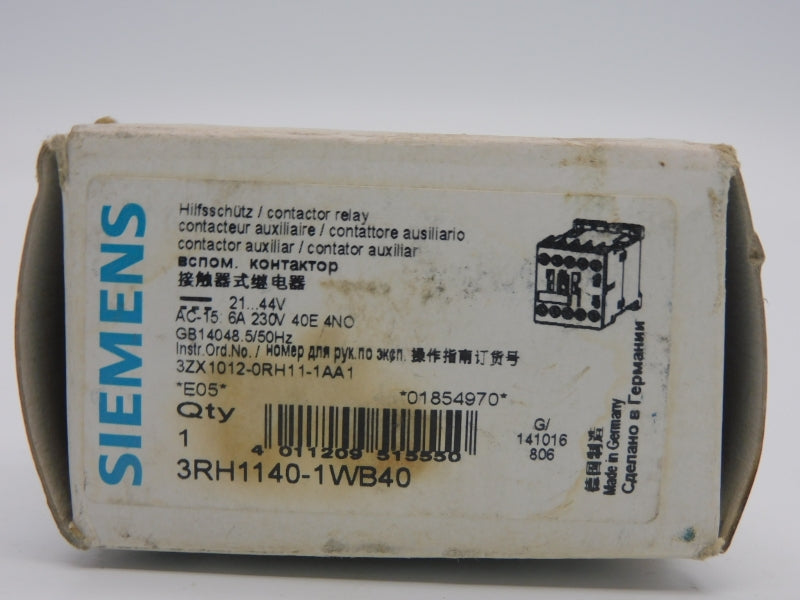 SIEMENS
Hilfsschütz / contactor relay
contacteur auxiliaire / contattore ausiliario
contactor auxiliar / contator auxiliar
вспом. контактор
接触器式继电器
21...44V
AC-15: 6A 230V 40E 4NO
GB14048.5/50Hz
Instr.Ord.No. / номер для рук.по эксп. 操作指南订货号
3ZX1012-0RH11-1AA1
*E05* *01854970*
Qty
1
4 011209 515550
G/
141016
806
3RH1140-1WB40
德国制造
Made in Germany
Сделано в Германии